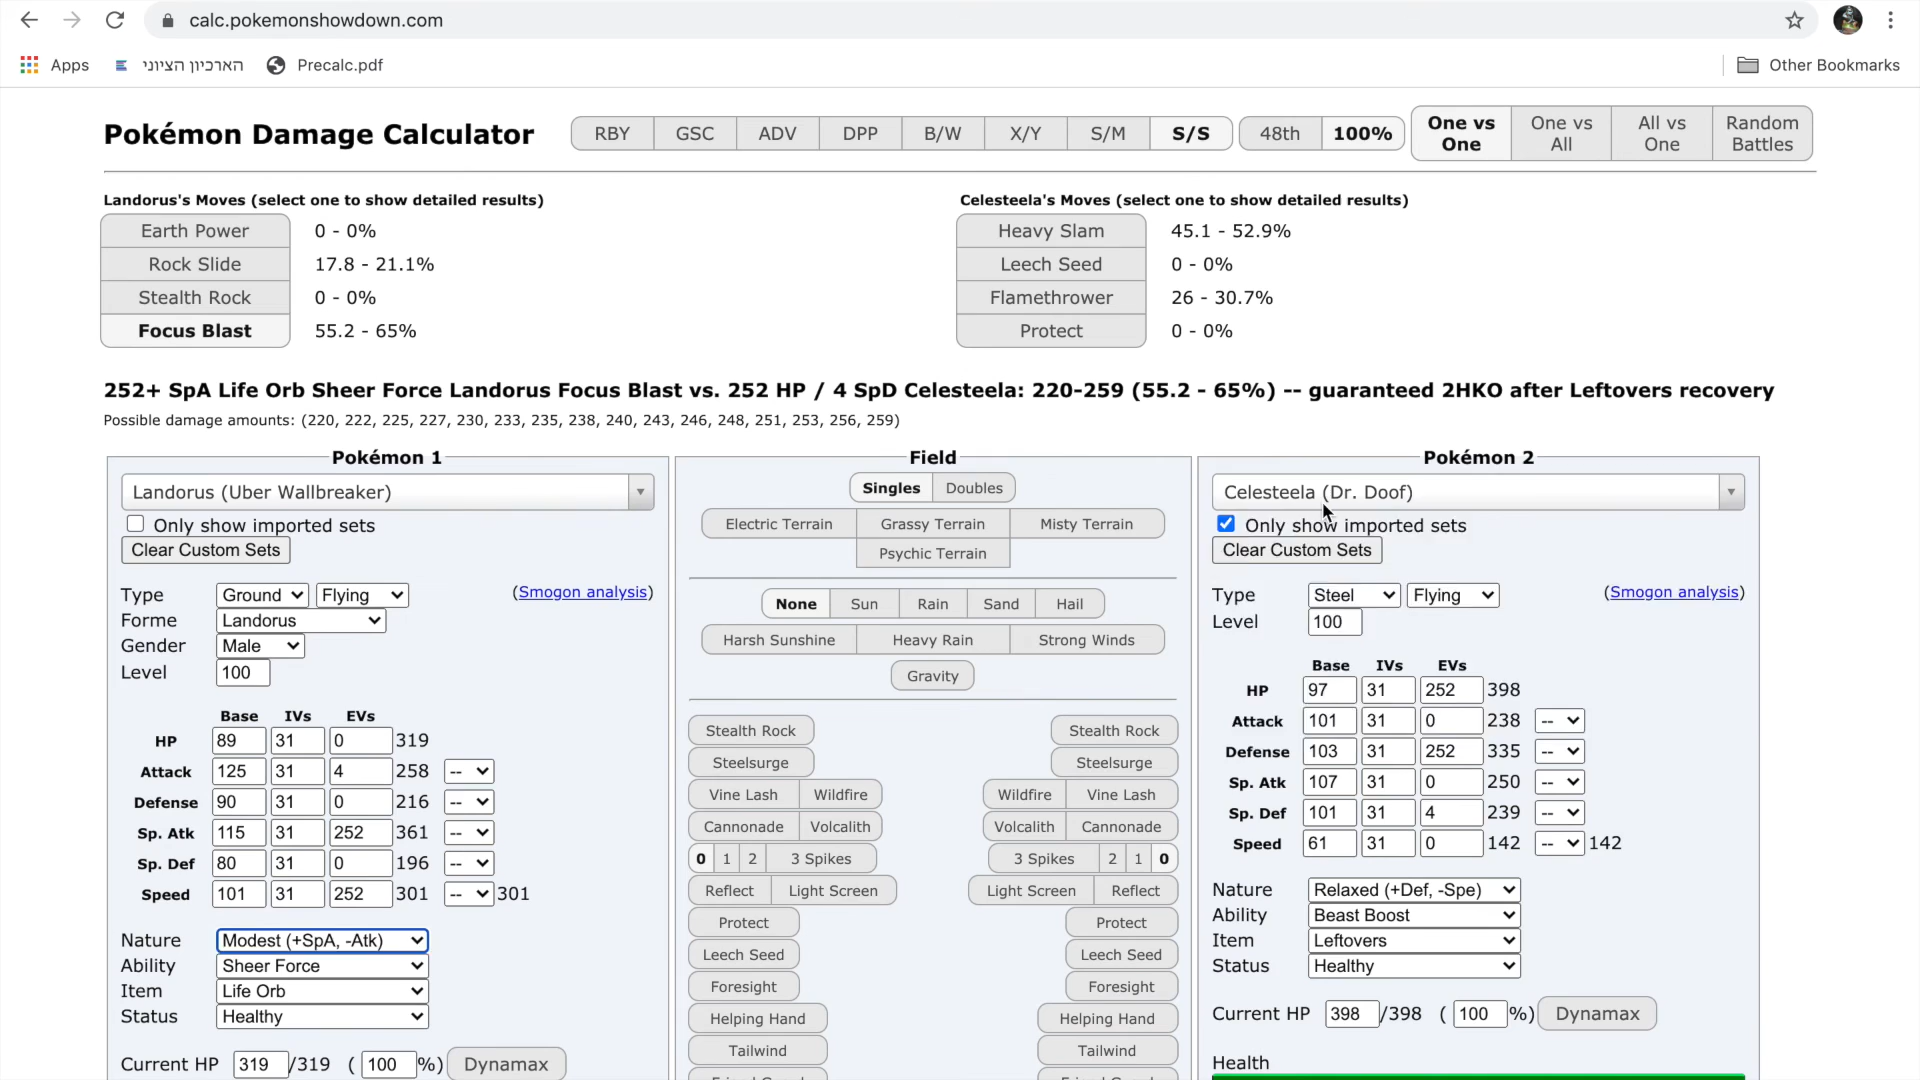 calc.pokemonshowdown.com
Apps הארכיון הציוני Precalc.pdf Other Bookmarks
Pokémon Damage Calculator RBY GSC ADV DPP B/W X/Y S/M S/S 48th 100% One vs One One vs All All vs One Random Battles
Landorus's Moves (select one to show detailed results) Celesteela's Moves (select one to show detailed results)
Earth Power 0 - 0% Heavy Slam 45.1 - 52.9%
Rock Slide 17.8 - 21.1% Leech Seed 0 - 0%
Stealth Rock 0 - 0% Flamethrower 26 - 30.7%
Focus Blast 55.2 - 65% Protect 0 - 0%
252+ SpA Life Orb Sheer Force Landorus Focus Blast vs. 252 HP / 4 SpD Celesteela: 220-259 (55.2 - 65%) -- guaranteed 2HKO after Leftovers recovery
Possible damage amounts: (220, 222, 225, 227, 230, 233, 235, 238, 240, 243, 246, 248, 251, 253, 256, 259)
Pokémon 1
Landorus (Uber Wallbreaker)
Only show imported sets
Clear Custom Sets
Type Ground Flying (Smogon analysis)
Forme Landorus
Gender Male
Level 100
Base IVs EVs
HP 89 31 0 319
Attack 125 31 4 258 --
Defense 90 31 0 216 --
Sp. Atk 115 31 252 361 --
Sp. Def 80 31 0 196 --
Speed 101 31 252 301 -- 301
Nature Modest (+SpA, -Atk)
Ability Sheer Force
Item Life Orb
Status Healthy
Current HP 319 /319 ( 100 %) Dynamax
Field
Singles Doubles
Electric Terrain Grassy Terrain Misty Terrain
Psychic Terrain
None Sun Rain Sand Hail
Harsh Sunshine Heavy Rain Strong Winds
Gravity
Stealth Rock Stealth Rock
Steelsurge Steelsurge
Vine Lash Wildfire Wildfire Vine Lash
Cannonade Volcalith Volcalith Cannonade
0 1 2 3 Spikes 3 Spikes 2 1 0
Reflect Light Screen Light Screen Reflect
Protect Protect
Leech Seed Leech Seed
Foresight Foresight
Helping Hand Helping Hand
Tailwind Tailwind
Pokémon 2
Celesteela (Dr. Doof)
Only show imported sets
Clear Custom Sets
Type Steel Flying (Smogon analysis)
Level 100
Base IVs EVs
HP 97 31 252 398
Attack 101 31 0 238 --
Defense 103 31 252 335 --
Sp. Atk 107 31 0 250 --
Sp. Def 101 31 4 239 --
Speed 61 31 0 142 -- 142
Nature Relaxed (+Def, -Spe)
Ability Beast Boost
Item Leftovers
Status Healthy
Current HP 398 /398 ( 100 %) Dynamax
Health